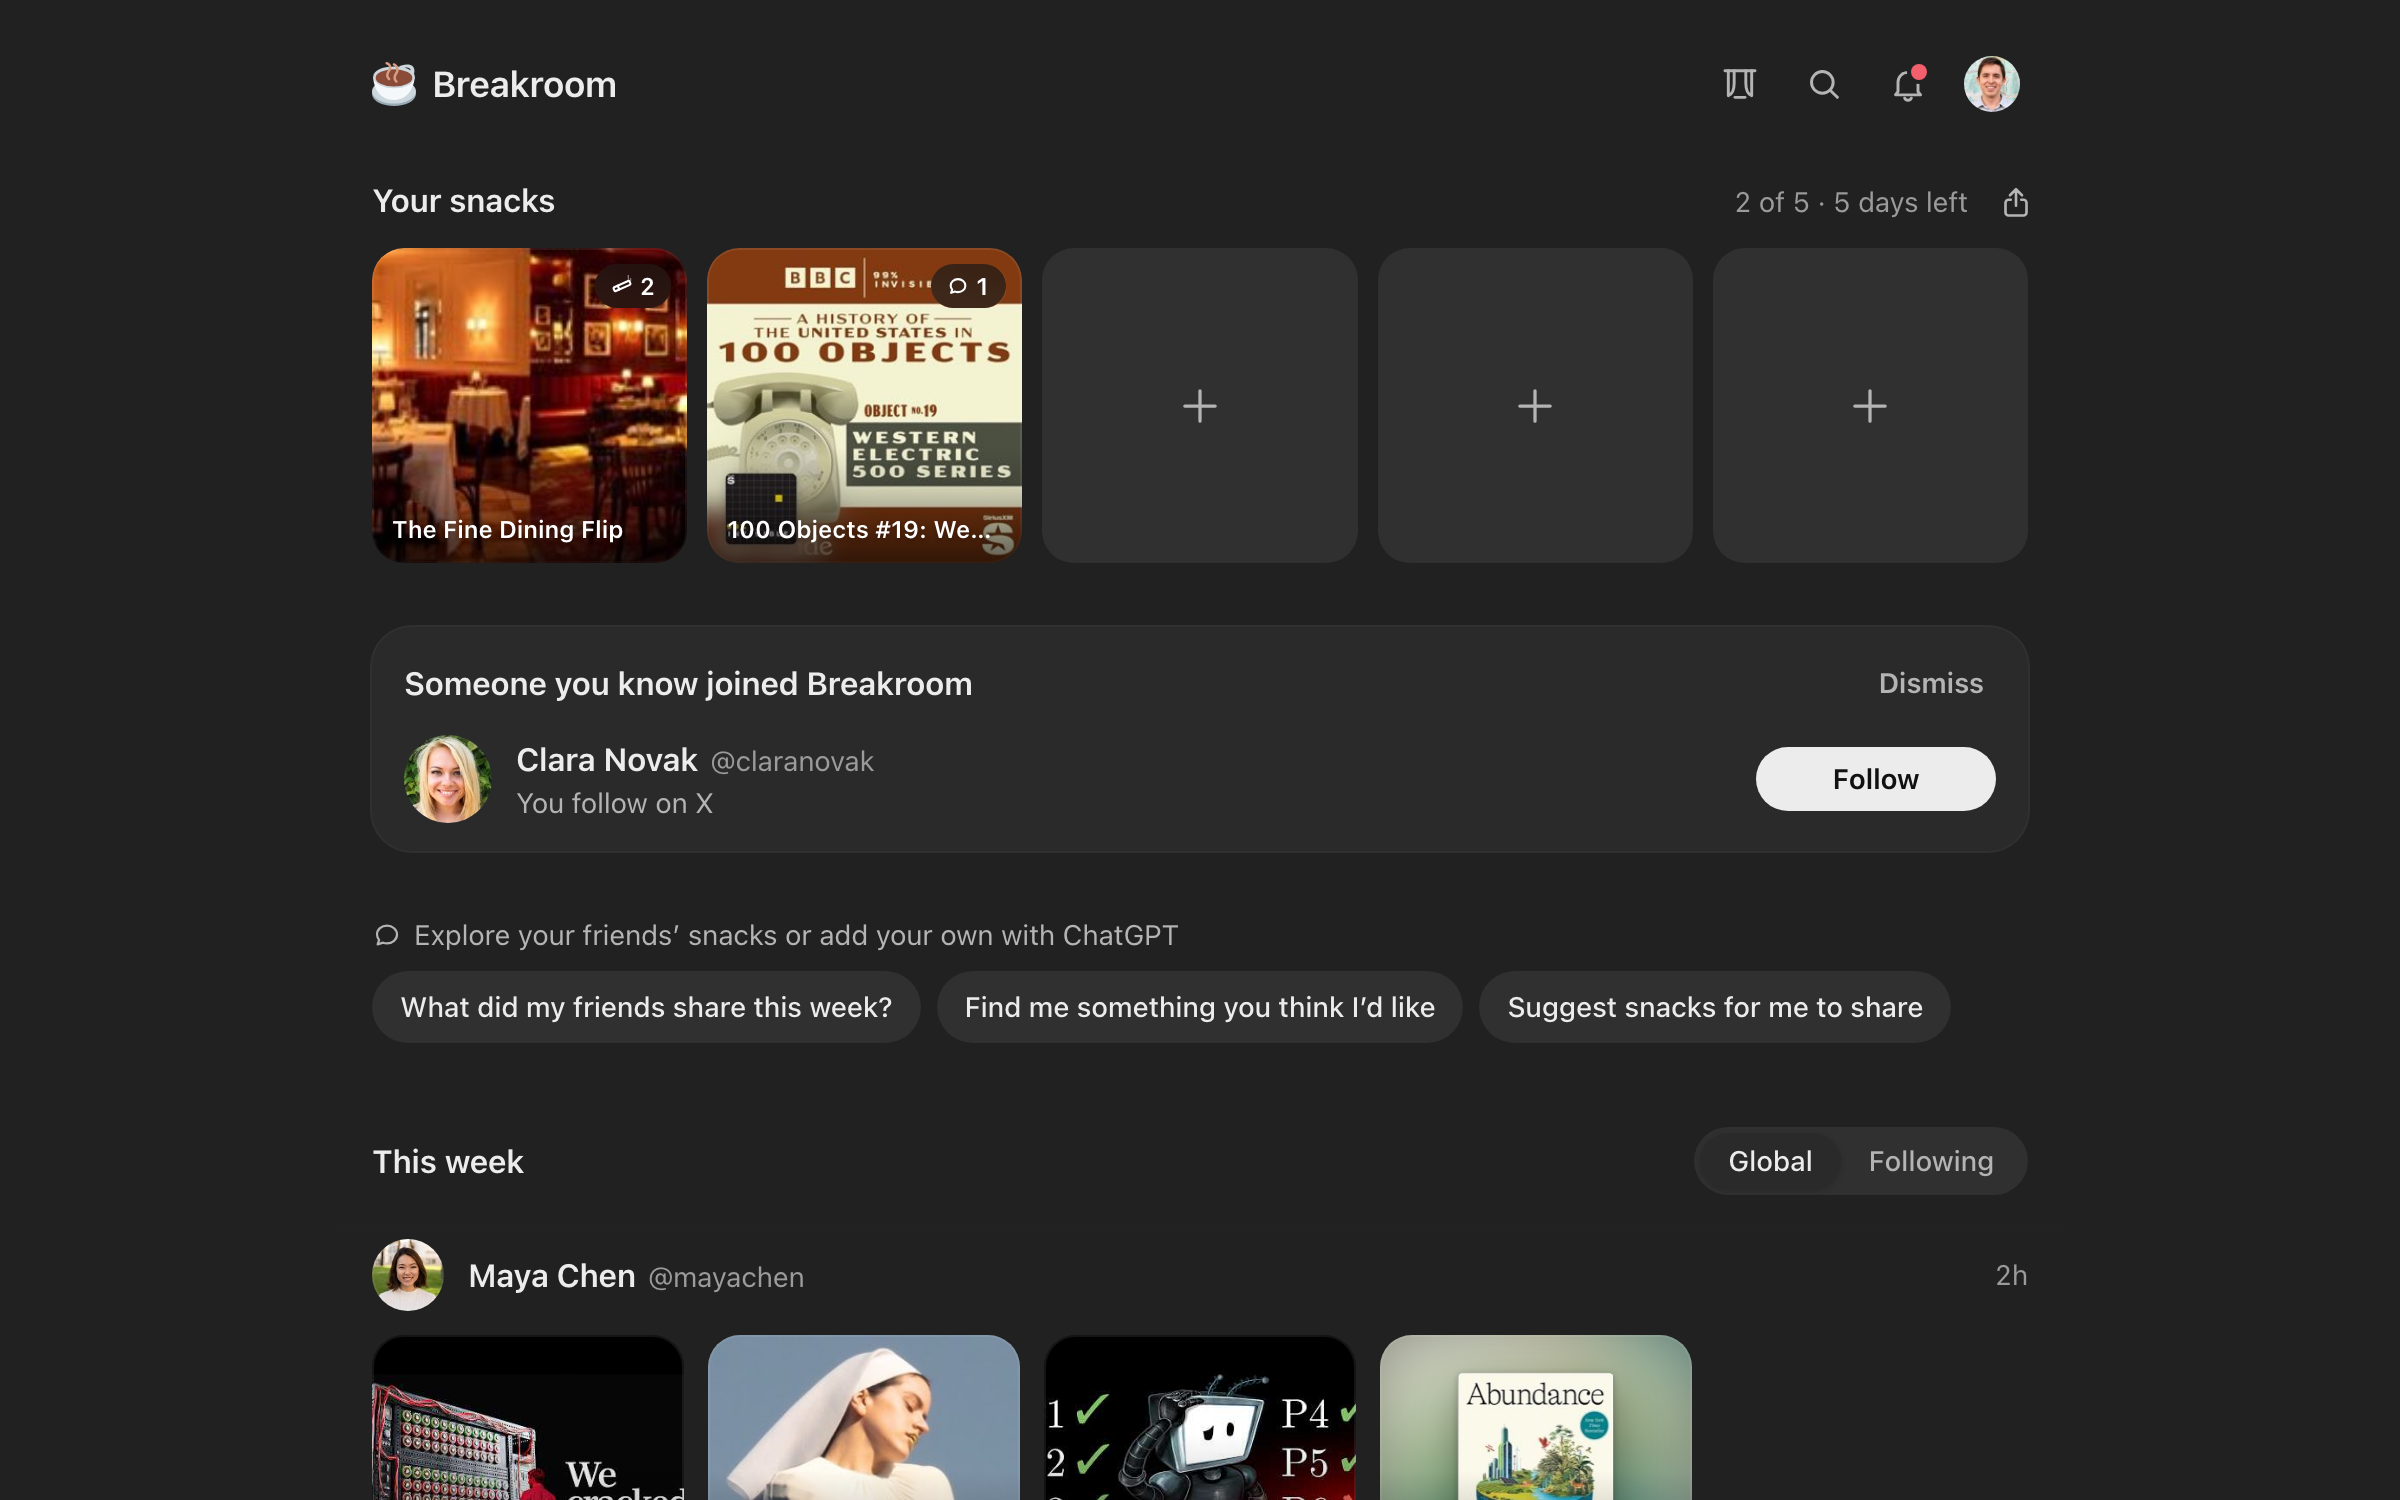 Breakroom
Your snacks
2 of 5 · 5 days left
2
The Fine Dining Flip
BBC
99%
1
A HISTORY OF
THE UNITED STATES IN
100 OBJECTS
OBJECT NO.19
WESTERN
ELECTRIC
500 SERIES
SiriusXM
S
100 Objects #19: We...
Someone you know joined Breakroom
Dismiss
Clara Novak @claranovak
You follow on X
Follow
Explore your friends’ snacks or add your own with ChatGPT
What did my friends share this week?
Find me something you think I’d like
Suggest snacks for me to share
This week
Global
Following
Maya Chen @mayachen
2h
We
cracked
1 ✓
P4 ✓
2 ✓
P5 ✓
Abundance